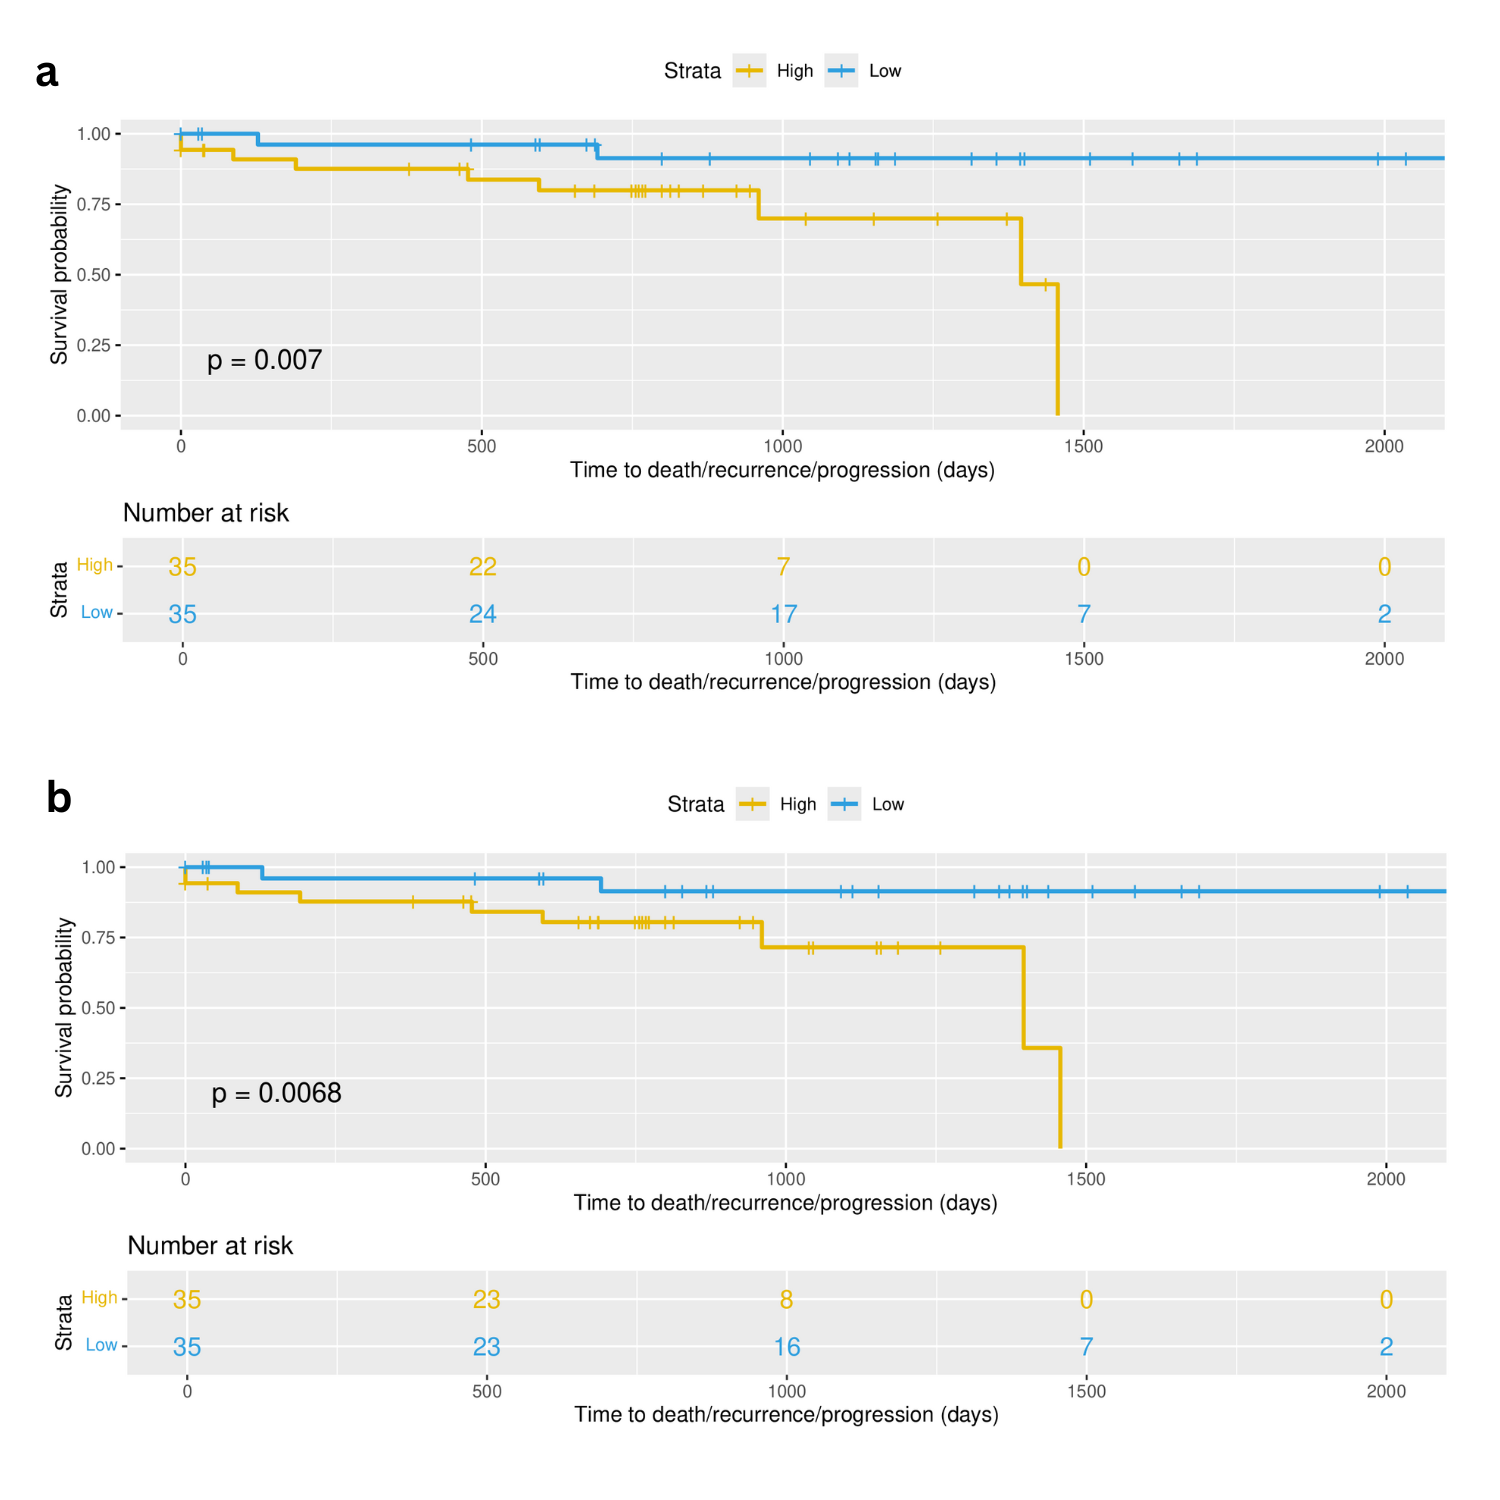 a
Strata High Low
1.00
0.75
0.50
0.25
0.00
Survival probability
p = 0.007
0 500 1000 1500 2000
Time to death/recurrence/progression (days)
Number at risk
Strata
High 35 22 7 0 0
Low 35 24 17 7 2
0 500 1000 1500 2000
Time to death/recurrence/progression (days)
b
Strata High Low
1.00
0.75
0.50
0.25
0.00
Survival probability
p = 0.0068
0 500 1000 1500 2000
Time to death/recurrence/progression (days)
Number at risk
Strata
High 35 23 8 0 0
Low 35 23 16 7 2
0 500 1000 1500 2000
Time to death/recurrence/progression (days)